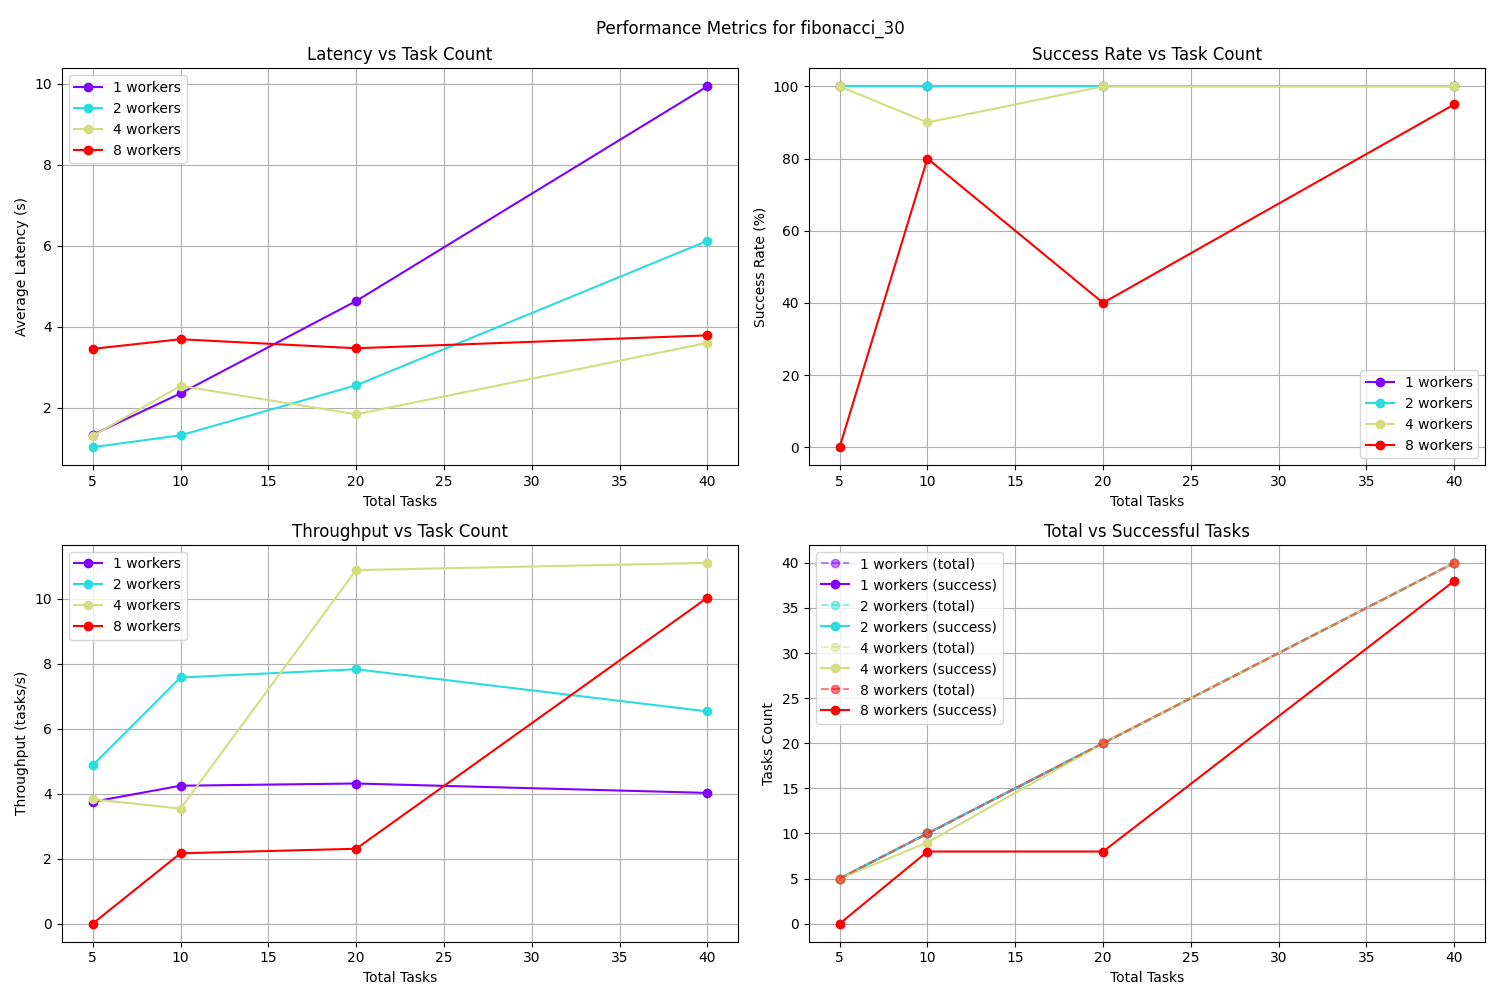 Performance Metrics for fibonacci_30
Latency vs Task Count
10
8
6
4
2
Average Latency (s)
1 workers
2 workers
4 workers
8 workers
5 10 15 20 25 30 35 40
Total Tasks
Success Rate vs Task Count
100
80
60
40
20
0
Success Rate (%)
1 workers
2 workers
4 workers
8 workers
5 10 15 20 25 30 35 40
Total Tasks
Throughput vs Task Count
10
8
6
4
2
0
Throughput (tasks/s)
1 workers
2 workers
4 workers
8 workers
5 10 15 20 25 30 35 40
Total Tasks
Total vs Successful Tasks
40
35
30
25
20
15
10
5
0
Tasks Count
1 workers (total)
1 workers (success)
2 workers (total)
2 workers (success)
4 workers (total)
4 workers (success)
8 workers (total)
8 workers (success)
5 10 15 20 25 30 35 40
Total Tasks